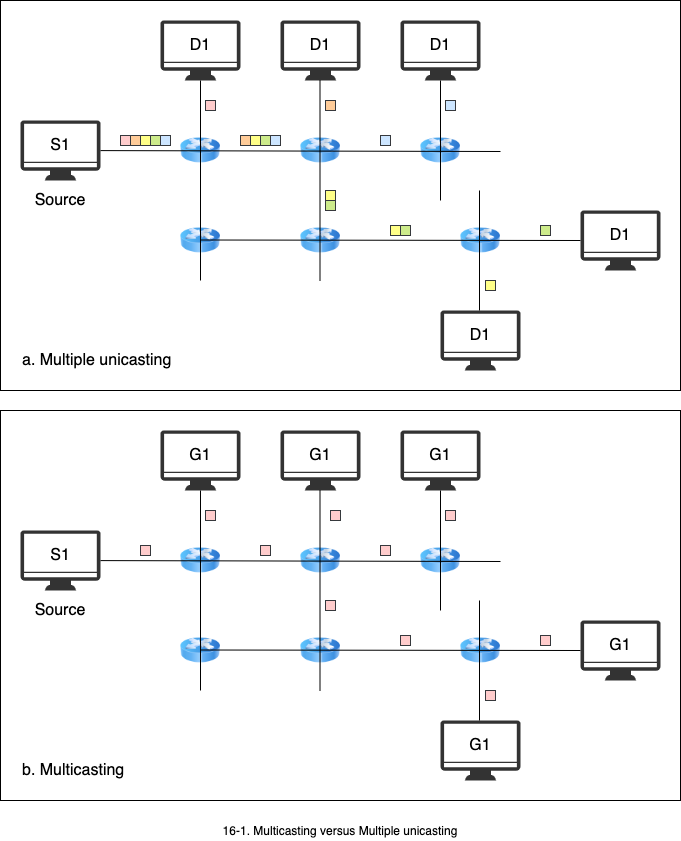 D1
D1
D1
S1
Source
D1
D1
a. Multiple unicasting
G1
G1
G1
S1
Source
G1
G1
b. Multicasting
16-1. Multicasting versus Multiple unicasting